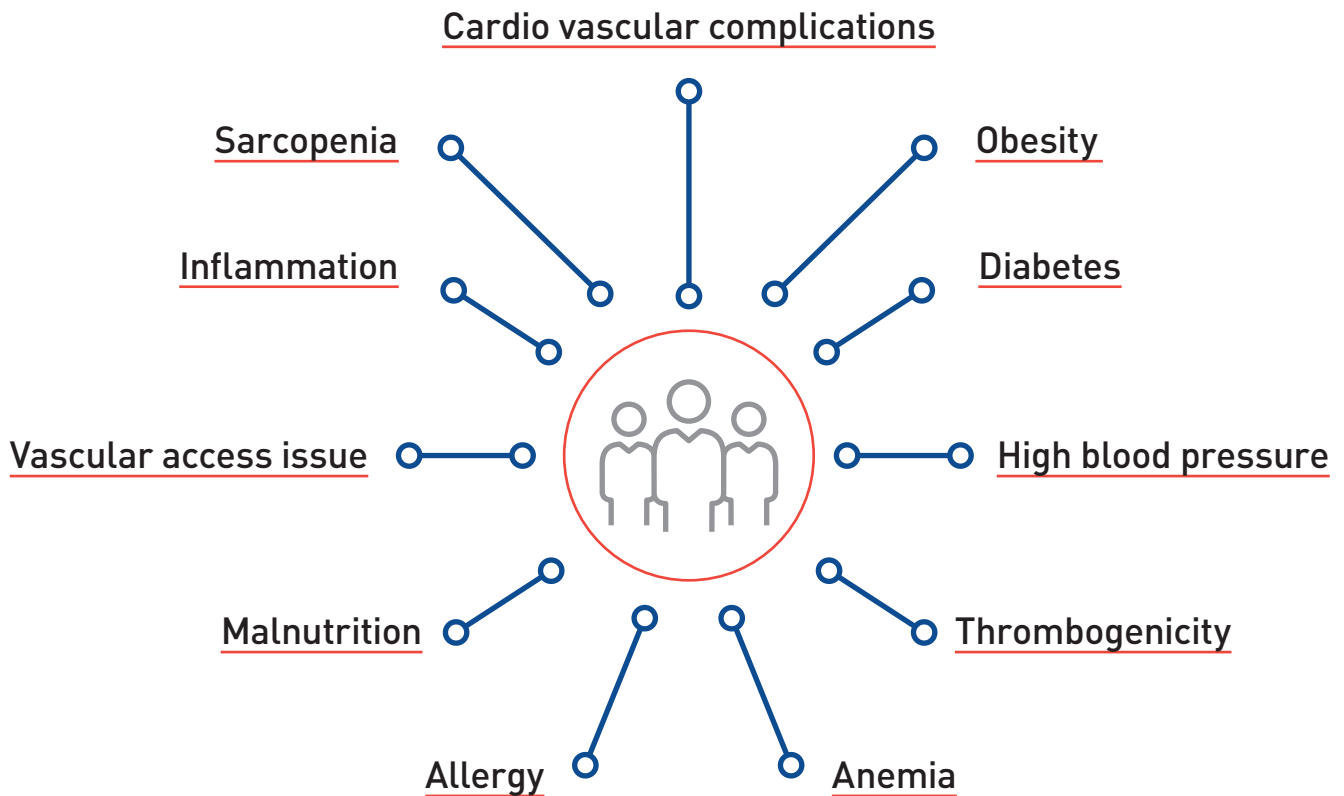 Cardio vascular complications
Sarcopenia
Obesity
Inflammation
Diabetes
Vascular access issue
High blood pressure
Malnutrition
Thrombogenicity
Allergy
Anemia